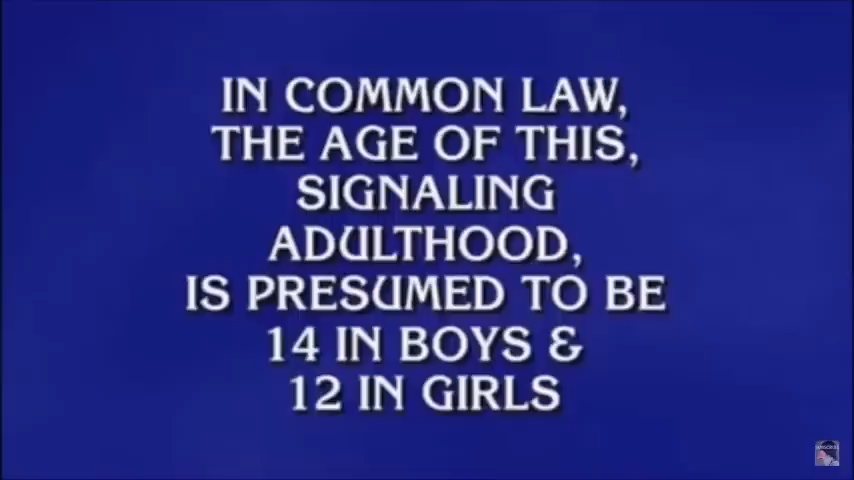 IN COMMON LAW,
THE AGE OF THIS,
SIGNALING
ADULTHOOD,
IS PRESUMED TO BE
14 IN BOYS &
12 IN GIRLS